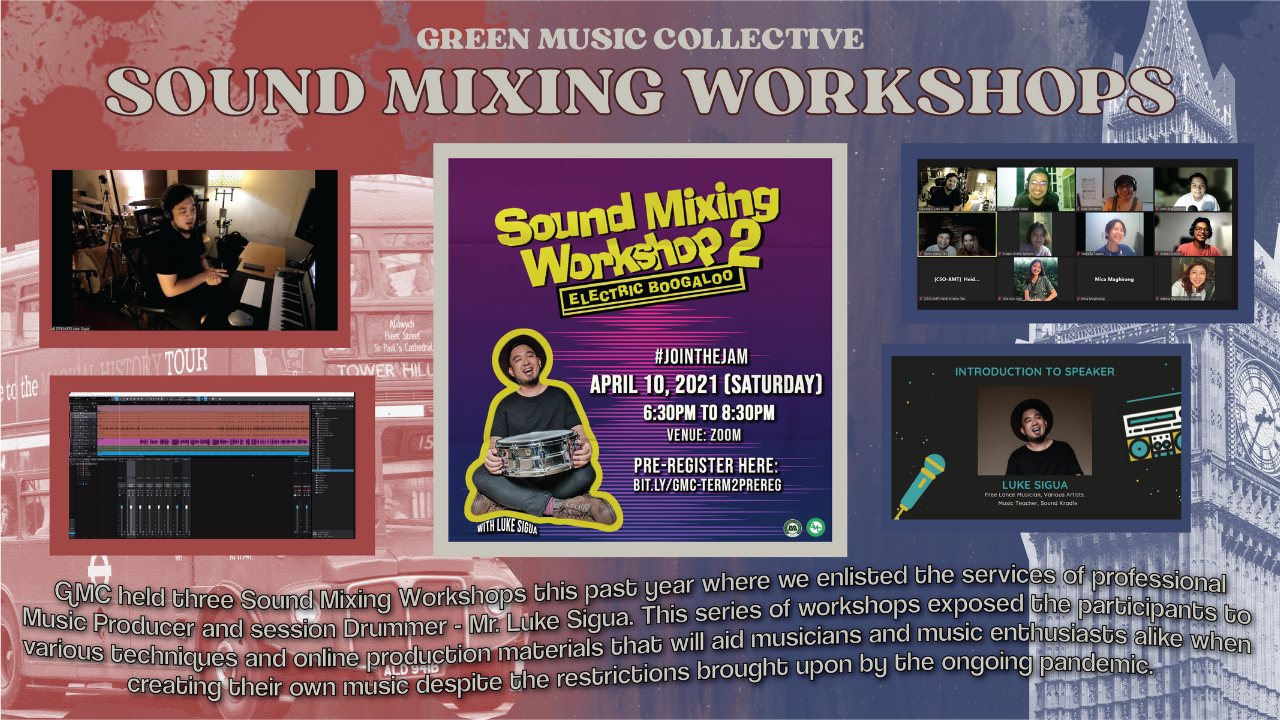 GREEN MUSIC COLLECTIVE
SOUND MIXING WORKSHOPS
Sound Mixing
Workshop 2
ELECTRIC BOOGALOO
#JOINTHEJAM
APRIL 10, 2021 (SATURDAY)
6:30PM TO 8:30PM
VENUE: ZOOM
PRE-REGISTER HERE:
BIT.LY/GMC-TERM2PREREG
WITH LUKE SIGUA
[CSO-AMT] Heid...
Mica Maghirang
INTRODUCTION TO SPEAKER
LUKE SIGUA
Free Lance Musician, Various Artists.
Music Teacher, Sound Kradle
Aldwych
Fleet Street
St Paul's Cathedral
TOUR
TOWER HILL
GMC held three Sound Mixing Workshops this past year where we enlisted the services of professional
Music Producer and session Drummer - Mr. Luke Sigua. This series of workshops exposed the participants to
various techniques and online production materials that will aid musicians and music enthusiasts alike when
creating their own music despite the restrictions brought upon by the ongoing pandemic.